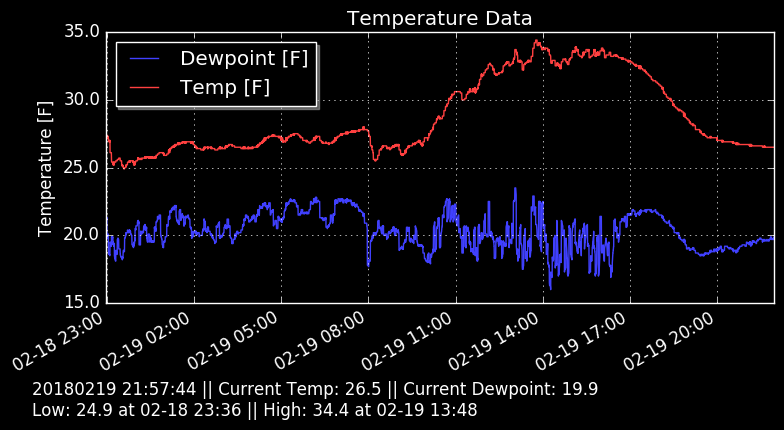 Temperature Data
35.0
Dewpoint [F]
Temp [F]
30.0
25.0
20.0
15.0
Temperature [F]
02-18 23:00
02-19 02:00
02-19 05:00
02-19 08:00
02-19 11:00
02-19 14:00
02-19 17:00
02-19 20:00
20180219 21:57:44 || Current Temp: 26.5 || Current Dewpoint: 19.9
Low: 24.9 at 02-18 23:36 || High: 34.4 at 02-19 13:48